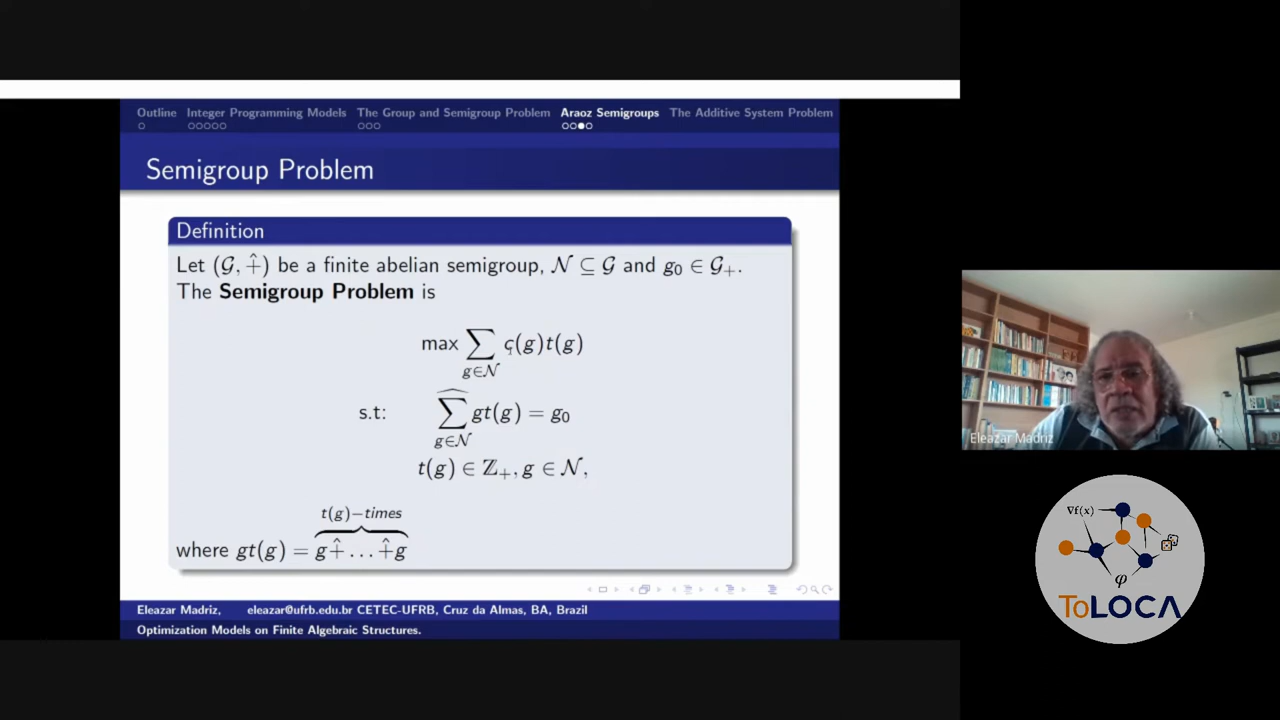 Outline Integer Programming Models The Group and Semigroup Problem Araoz Semigroups The Additive System Problem
Semigroup Problem
Definition
Let (𝒢, +̂) be a finite abelian semigroup, 𝒩 ⊆ 𝒢 and g₀ ∈ 𝒢₊.
The Semigroup Problem is
max ∑ ç(g)t(g)
g∈𝒩
s.t: ∑̂ gt(g) = g₀
g∈𝒩
t(g) ∈ ℤ₊, g ∈ 𝒩,
t(g)−times
where gt(g) = g+̂ ... +̂g
Eleazar Madriz, eleazar@ufrb.edu.br CETEC-UFRB, Cruz da Almas, BA, Brazil
Optimization Models on Finite Algebraic Structures.
Eleazar Madriz
∇f(x)
φ
ToLOCA